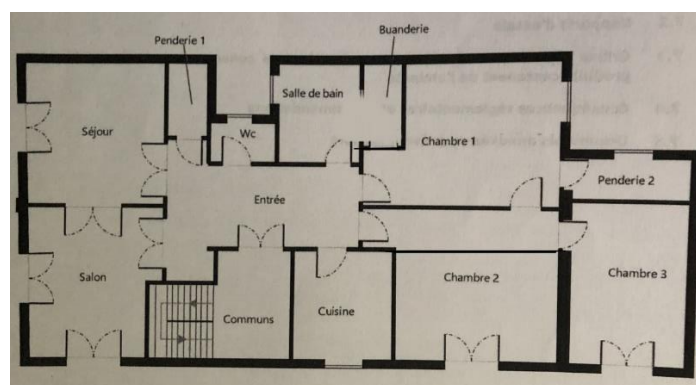 Penderie 1
Buanderie
Salle de bain
Séjour
Wc
Chambre 1
Penderie 2
Entrée
Salon
Chambre 2
Chambre 3
Communs
Cuisine